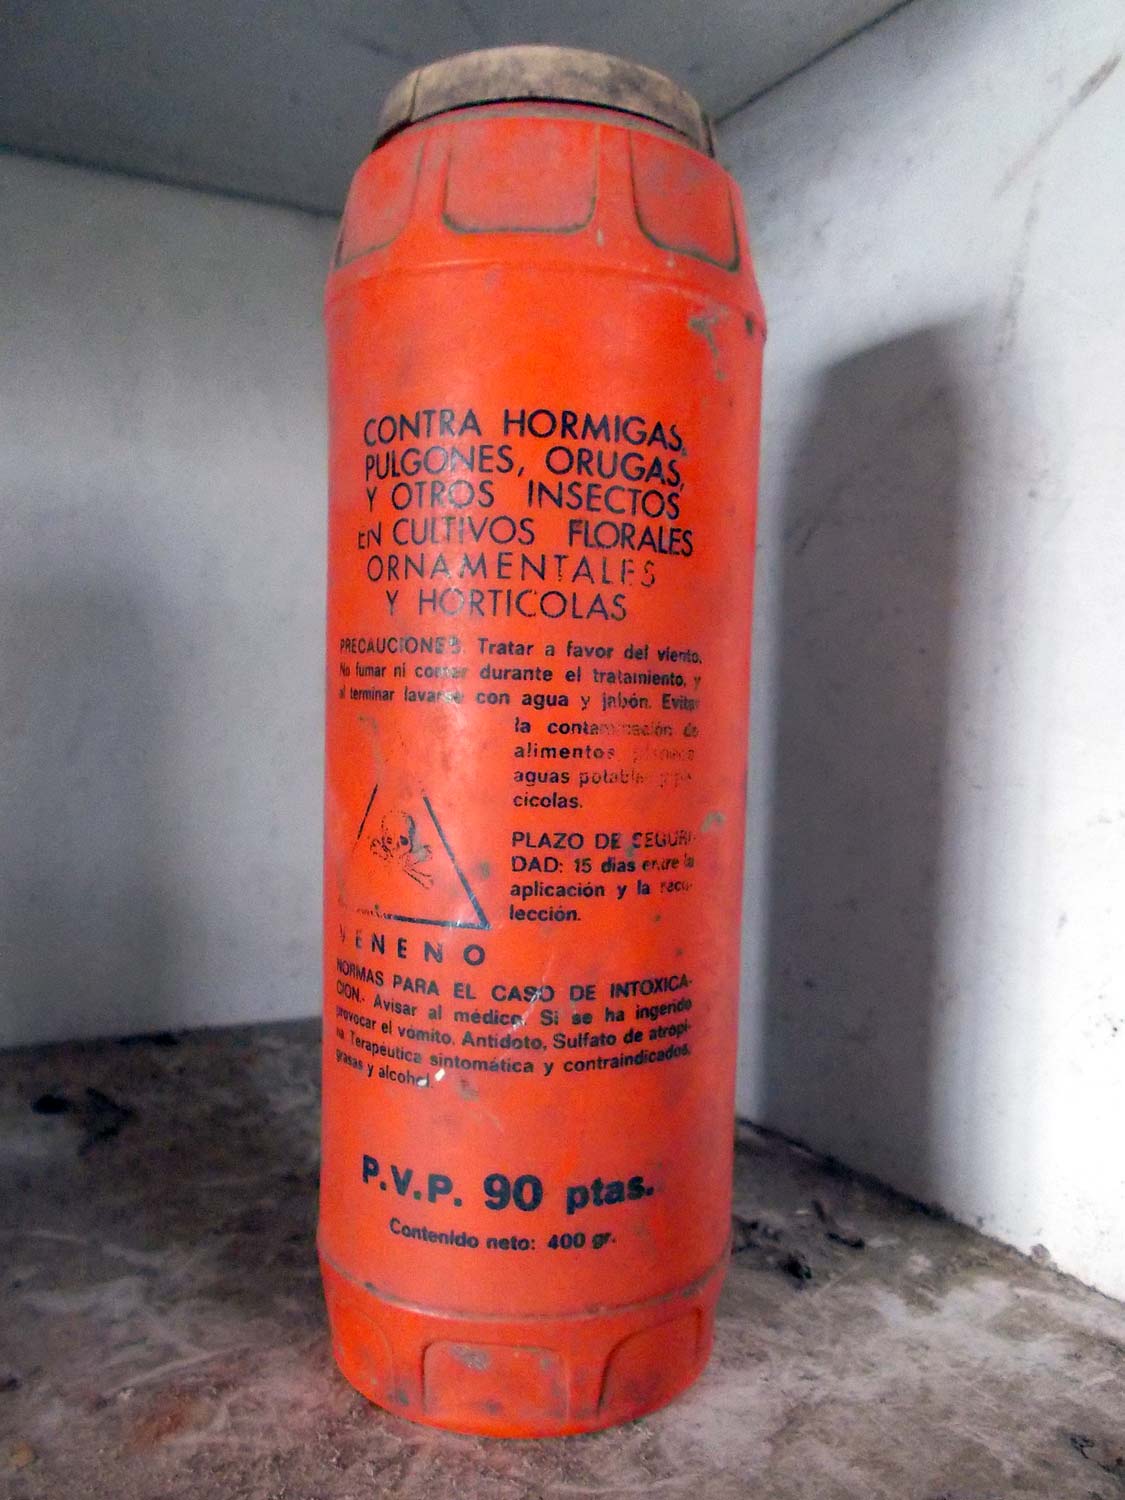 CONTRA HORMIGAS,
PULGONES, ORUGAS,
Y OTROS INSECTOS
EN CULTIVOS FLORALES
ORNAMENTALES
Y HORTICOLAS
PRECAUCIONES. Tratar a favor del viento.
No fumar ni comer durante el tratamiento, y
al terminar lavarse con agua y jabón. Evitar
la contaminación de
alimentos
aguas potables
cicolas.
PLAZO DE SEGURI-
DAD: 15 dias entre la
aplicación y la reco-
lección.
VENENO
NORMAS PARA EL CASO DE INTOXICA-
CION.- Avisar al médico. Si se ha ingerido
provocar el vómito. Antídoto, Sulfato de atropi-
na Terapéutica sintomática y contraindicados,
grasas y alcohol.
P.V.P. 90 ptas.
Contenido neto: 400 gr.